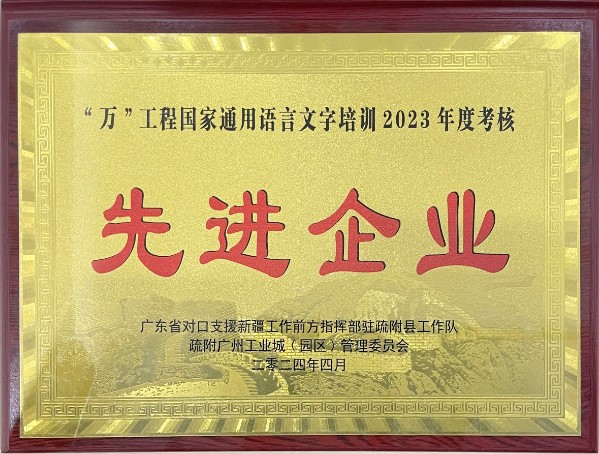 “万”工程国家通用语言文字培训2023年度考核
先进企业
广东省对口支援新疆工作前方指挥部驻疏附县工作队
疏附广州工业城（园区）管理委员会
二零二四年四月